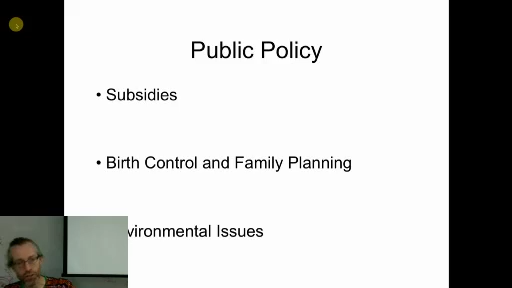 Public Policy
• Subsidies
• Birth Control and Family Planning
vironmental Issues